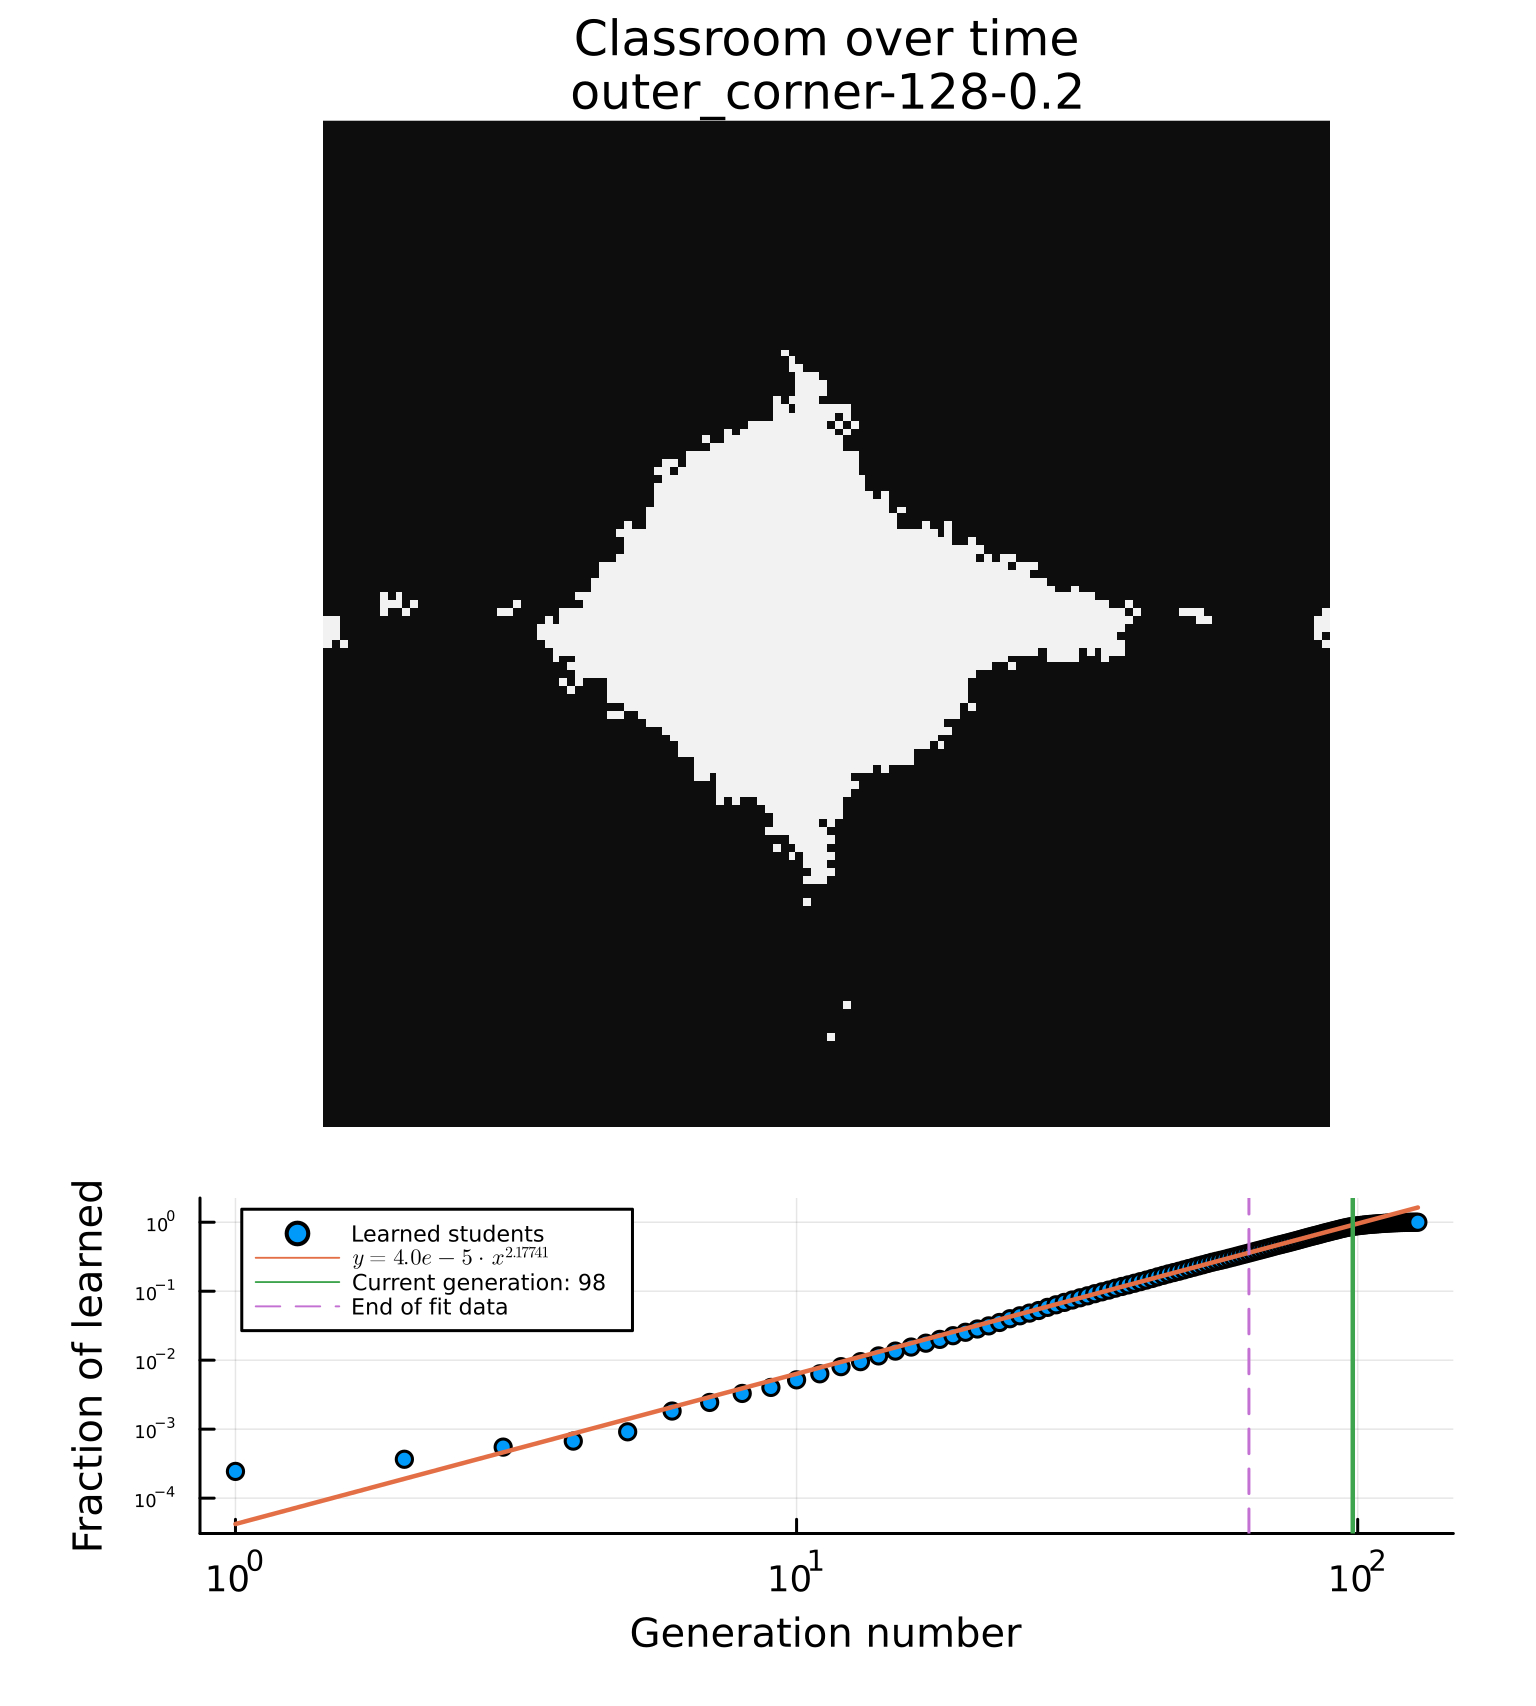 Classroom over time
outer_corner-128-0.2
Fraction of learned
10^0
10^-1
10^-2
10^-3
10^-4
Learned students
y = 4.0e − 5 · x^2.17741
Current generation: 98
End of fit data
10^0 10^1 10^2
Generation number